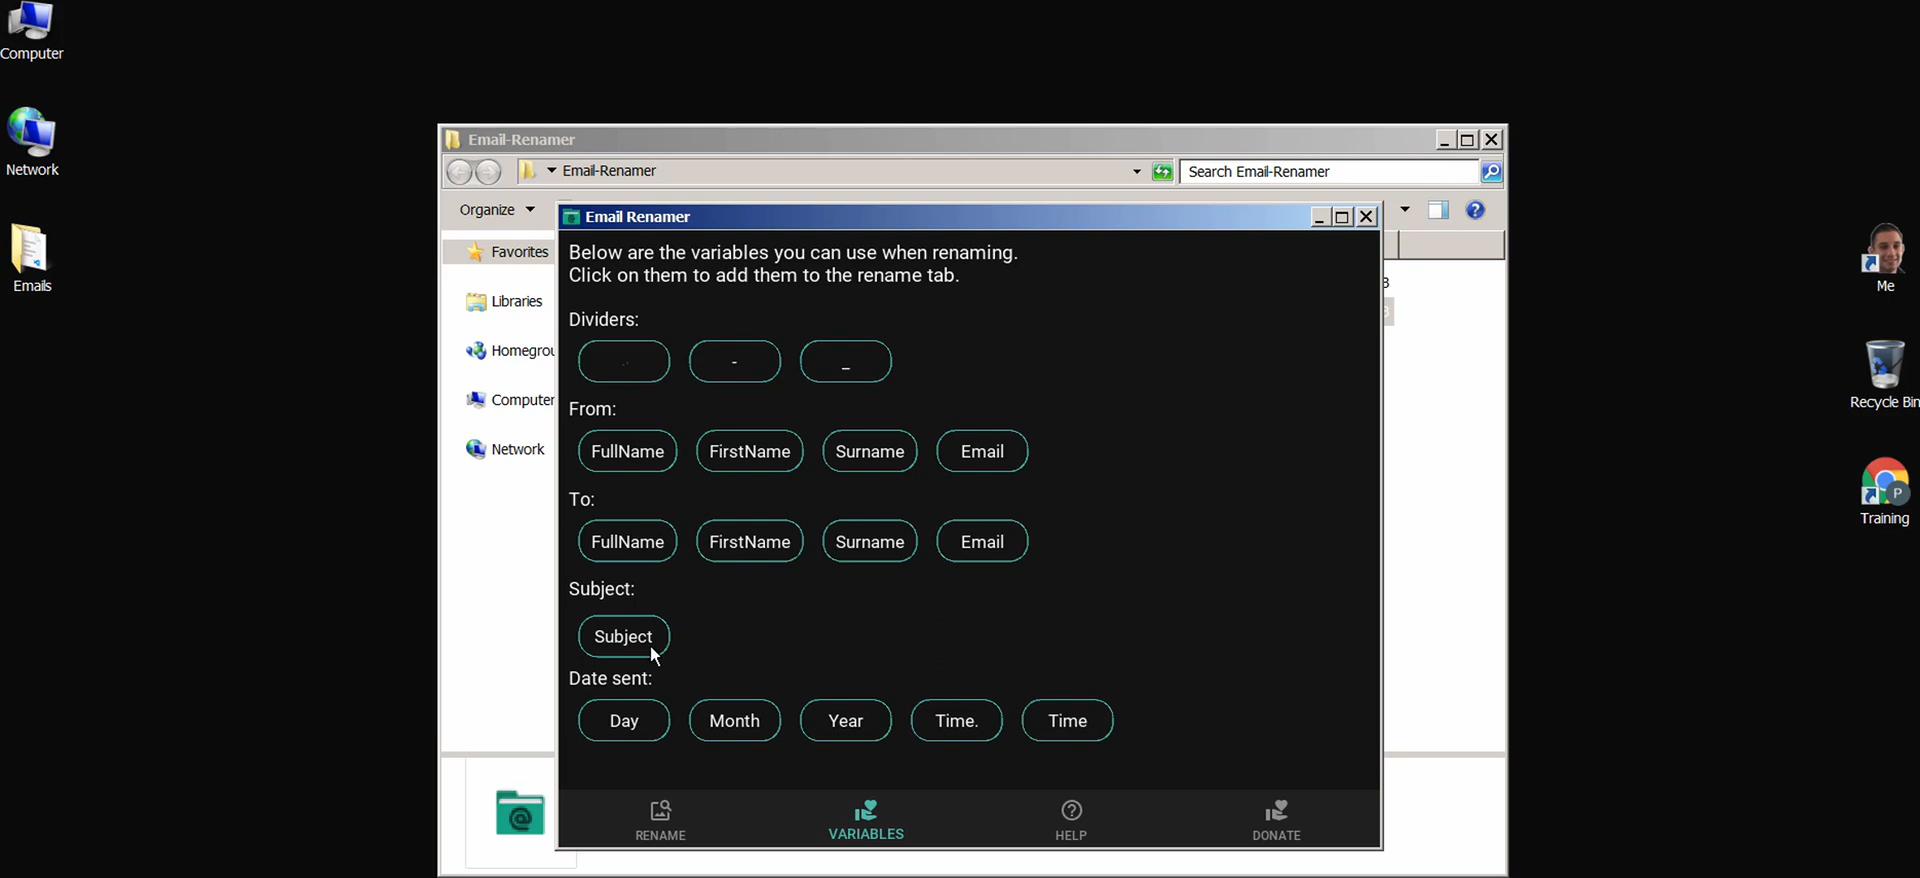 Computer
Network
Emails
Email-Renamer
Email-Renamer
Search Email-Renamer
Organize
Favorites
Libraries
Homegrou
Computer
Network
Email Renamer
Below are the variables you can use when renaming.
Click on them to add them to the rename tab.
Dividers:
- _
From:
FullName FirstName Surname Email
To:
FullName FirstName Surname Email
Subject:
Subject
Date sent:
Day Month Year Time. Time
RENAME VARIABLES HELP DONATE
Me
Recycle Bin
P
Training